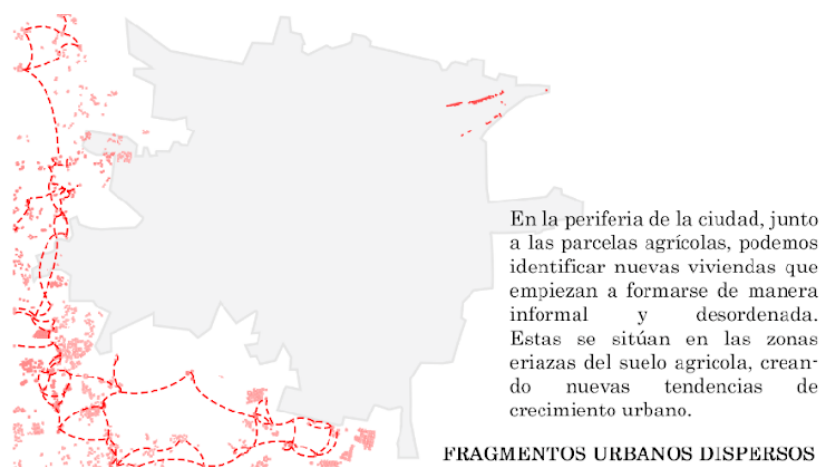 En la periferia de la ciudad, junto
a las parcelas agrícolas, podemos
identificar nuevas viviendas que
empiezan a formarse de manera
informal y desordenada.
Estas se sitúan en las zonas
eriazas del suelo agricola, crean-
do nuevas tendencias de
crecimiento urbano.
FRAGMENTOS URBANOS DISPERSOS